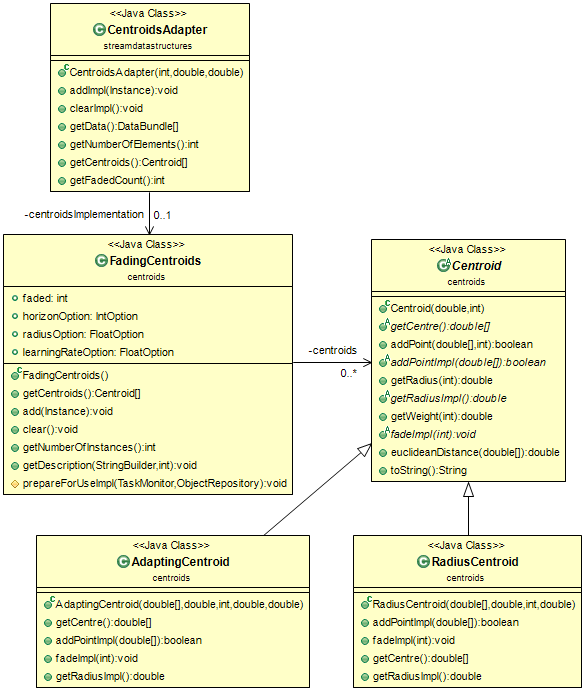 <<Java Class>>
CentroidsAdapter
streamdatastructures
CentroidsAdapter(int,double,double)
addImpl(Instance):void
clearImpl():void
getData():DataBundle[]
getNumberOfElements():int
getCentroids():Centroid[]
getFadedCount():int
-centroidsImplementation 0..1
<<Java Class>>
FadingCentroids
centroids
faded: int
horizonOption: IntOption
radiusOption: FloatOption
learningRateOption: FloatOption
FadingCentroids()
getCentroids():Centroid[]
add(Instance):void
clear():void
getNumberOfInstances():int
getDescription(StringBuilder,int):void
prepareForUseImpl(TaskMonitor,ObjectRepository):void
-centroids
0..*
<<Java Class>>
Centroid
centroids
Centroid(double,int)
getCentre():double[]
addPoint(double[],int):boolean
addPointImpl(double[]):boolean
getRadius(int):double
getRadiusImpl():double
getWeight(int):double
fadeImpl(int):void
euclideanDistance(double[]):double
toString():String
<<Java Class>>
AdaptingCentroid
centroids
AdaptingCentroid(double[],double,int,double,double)
getCentre():double[]
addPointImpl(double[]):boolean
fadeImpl(int):void
getRadiusImpl():double
<<Java Class>>
RadiusCentroid
centroids
RadiusCentroid(double[],double,int,double)
addPointImpl(double[]):boolean
fadeImpl(int):void
getCentre():double[]
getRadiusImpl():double